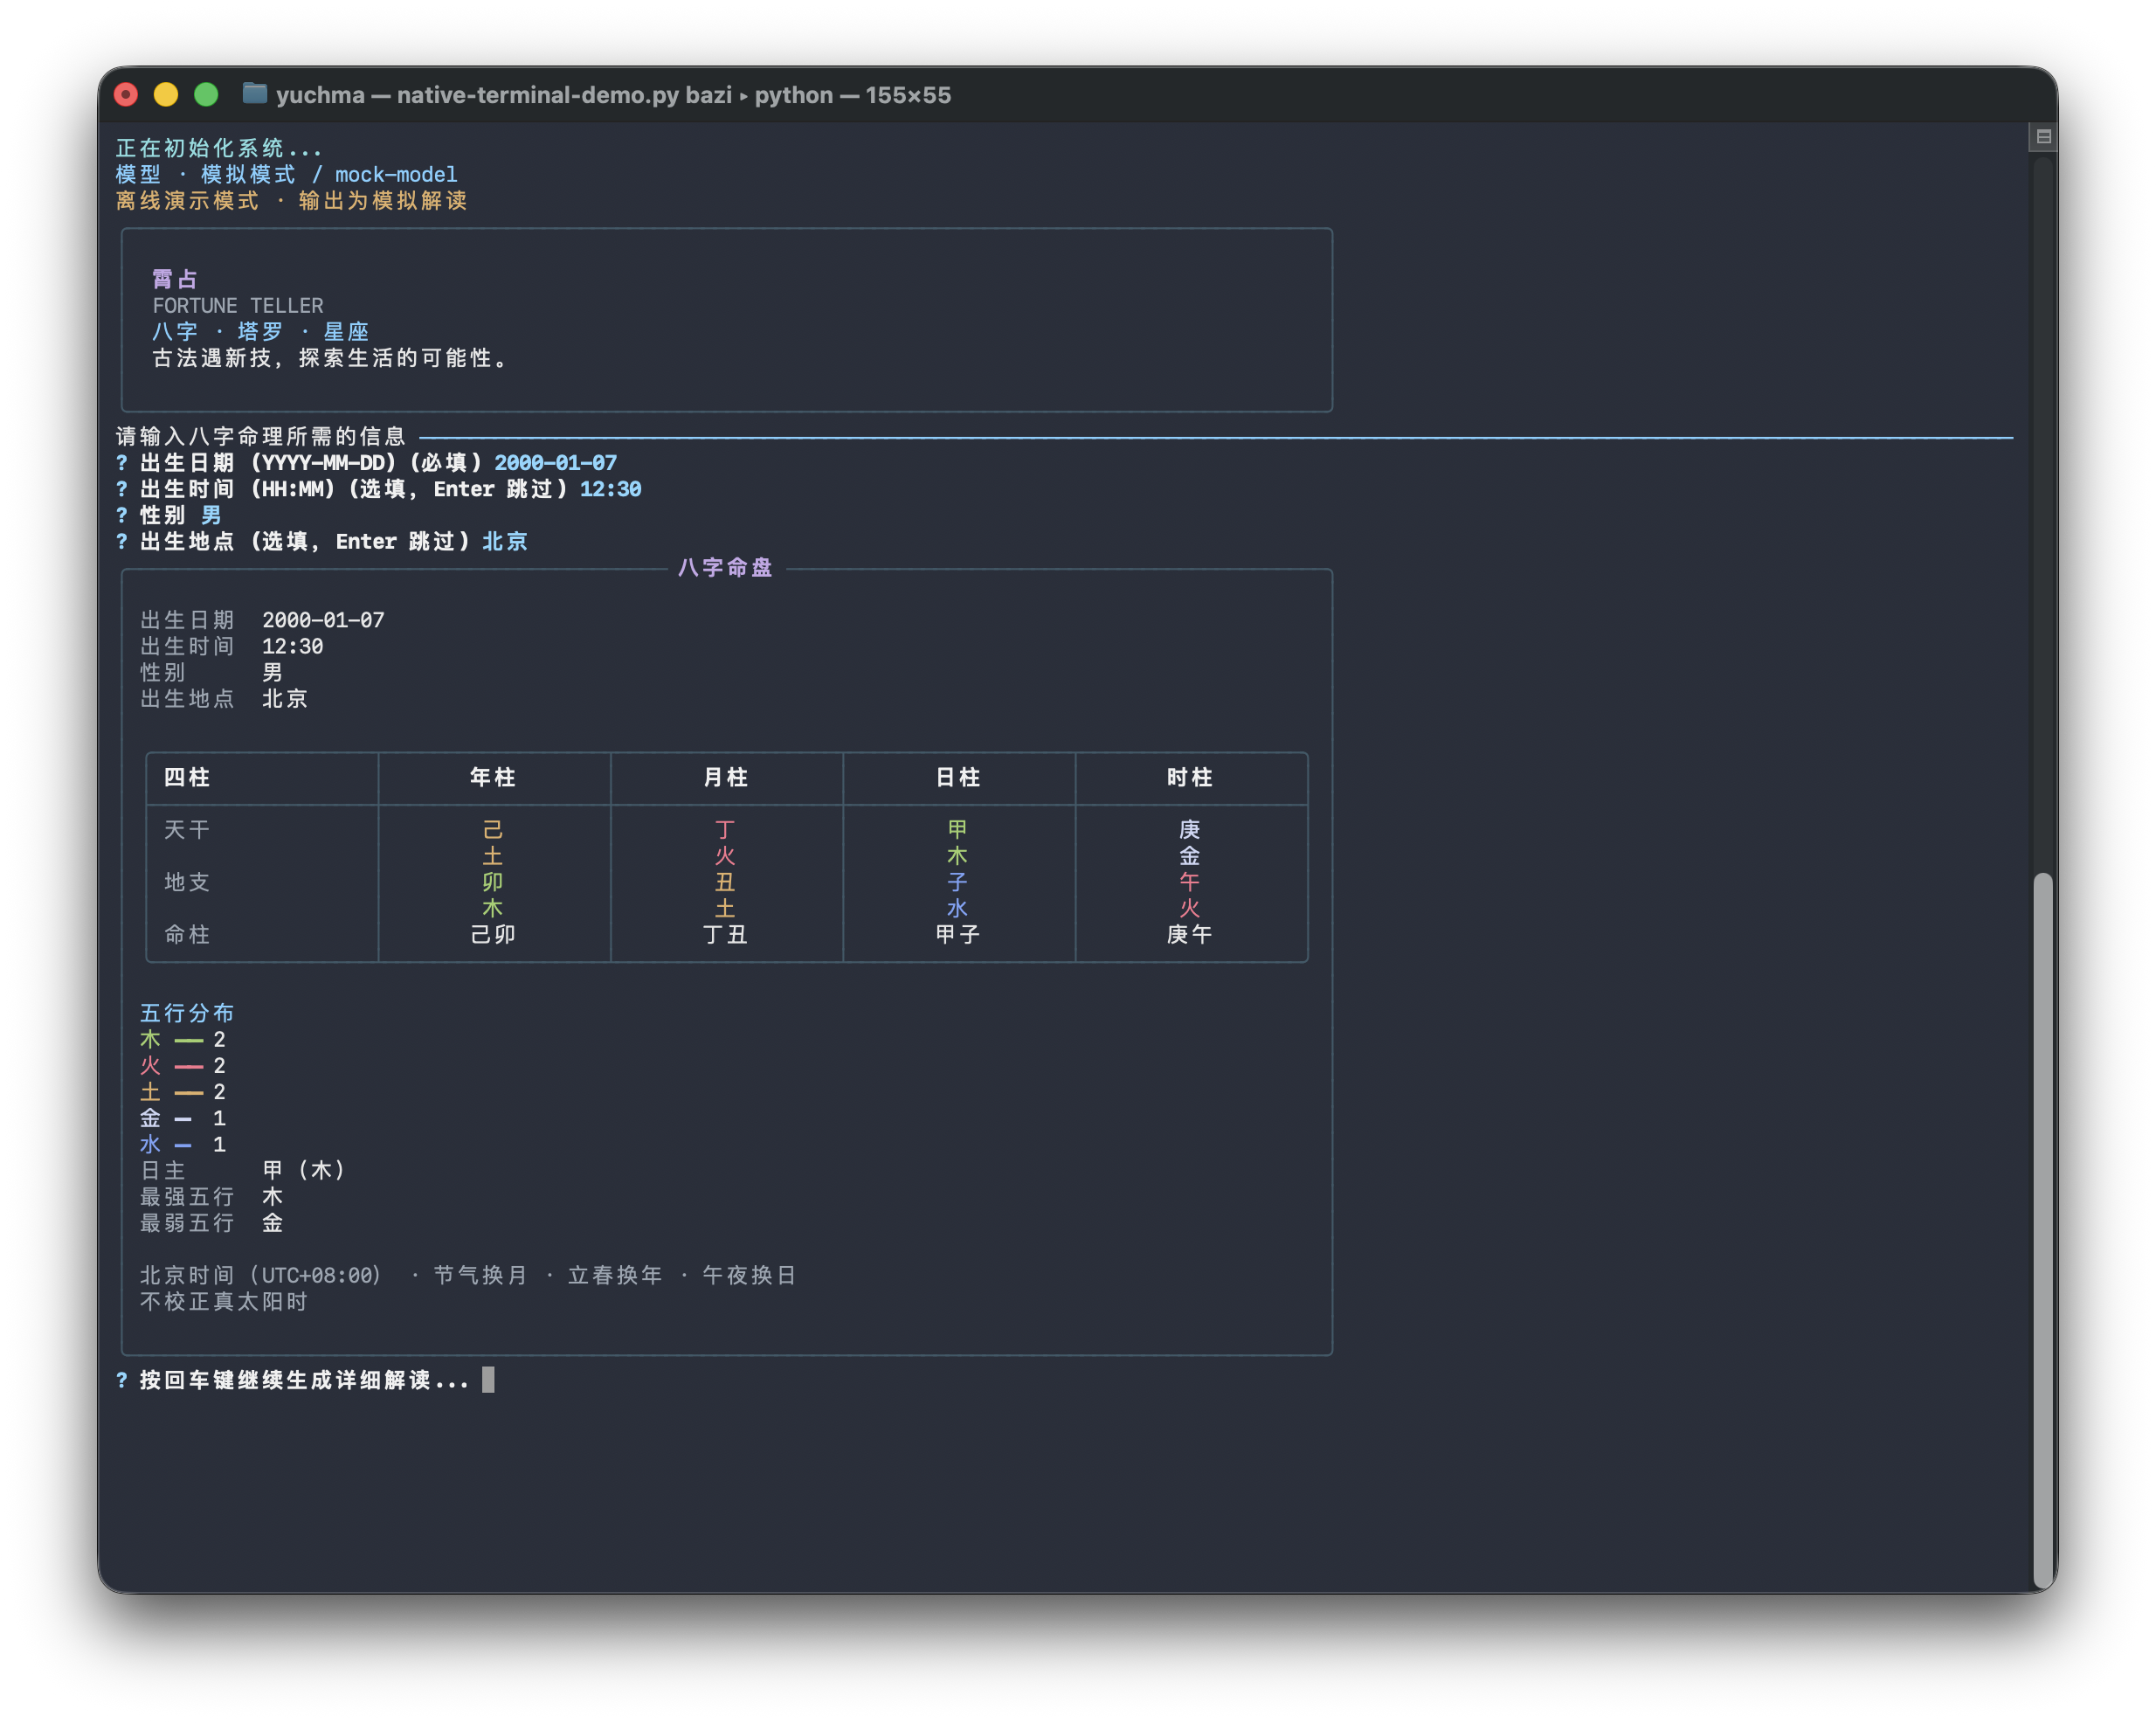 yuchma — native-terminal-demo.py bazi ▸ python — 155×55
正在初始化系统...
模型 · 模拟模式 / mock-model
离线演示模式 · 输出为模拟解读
霄占
FORTUNE TELLER
八字 · 塔罗 · 星座
古法遇新技，探索生活的可能性。
请输入八字命理所需的信息
? 出生日期 (YYYY-MM-DD) (必填) 2000-01-07
? 出生时间 (HH:MM) (选填, Enter 跳过) 12:30
? 性别 男
? 出生地点 (选填, Enter 跳过) 北京
八字命盘
出生日期 2000-01-07
出生时间 12:30
性别 男
出生地点 北京
四柱 年柱 月柱 日柱 时柱
天干 己 丁 甲 庚
土 火 木 金
地支 卯 丑 子 午
木 土 水 火
命柱 己卯 丁丑 甲子 庚午
五行分布
木 2
火 2
土 2
金 1
水 1
日主 甲 (木)
最强五行 木
最弱五行 金
北京时间 (UTC+08:00) · 节气换月 · 立春换年 · 午夜换日
不校正真太阳时
? 按回车键继续生成详细解读...